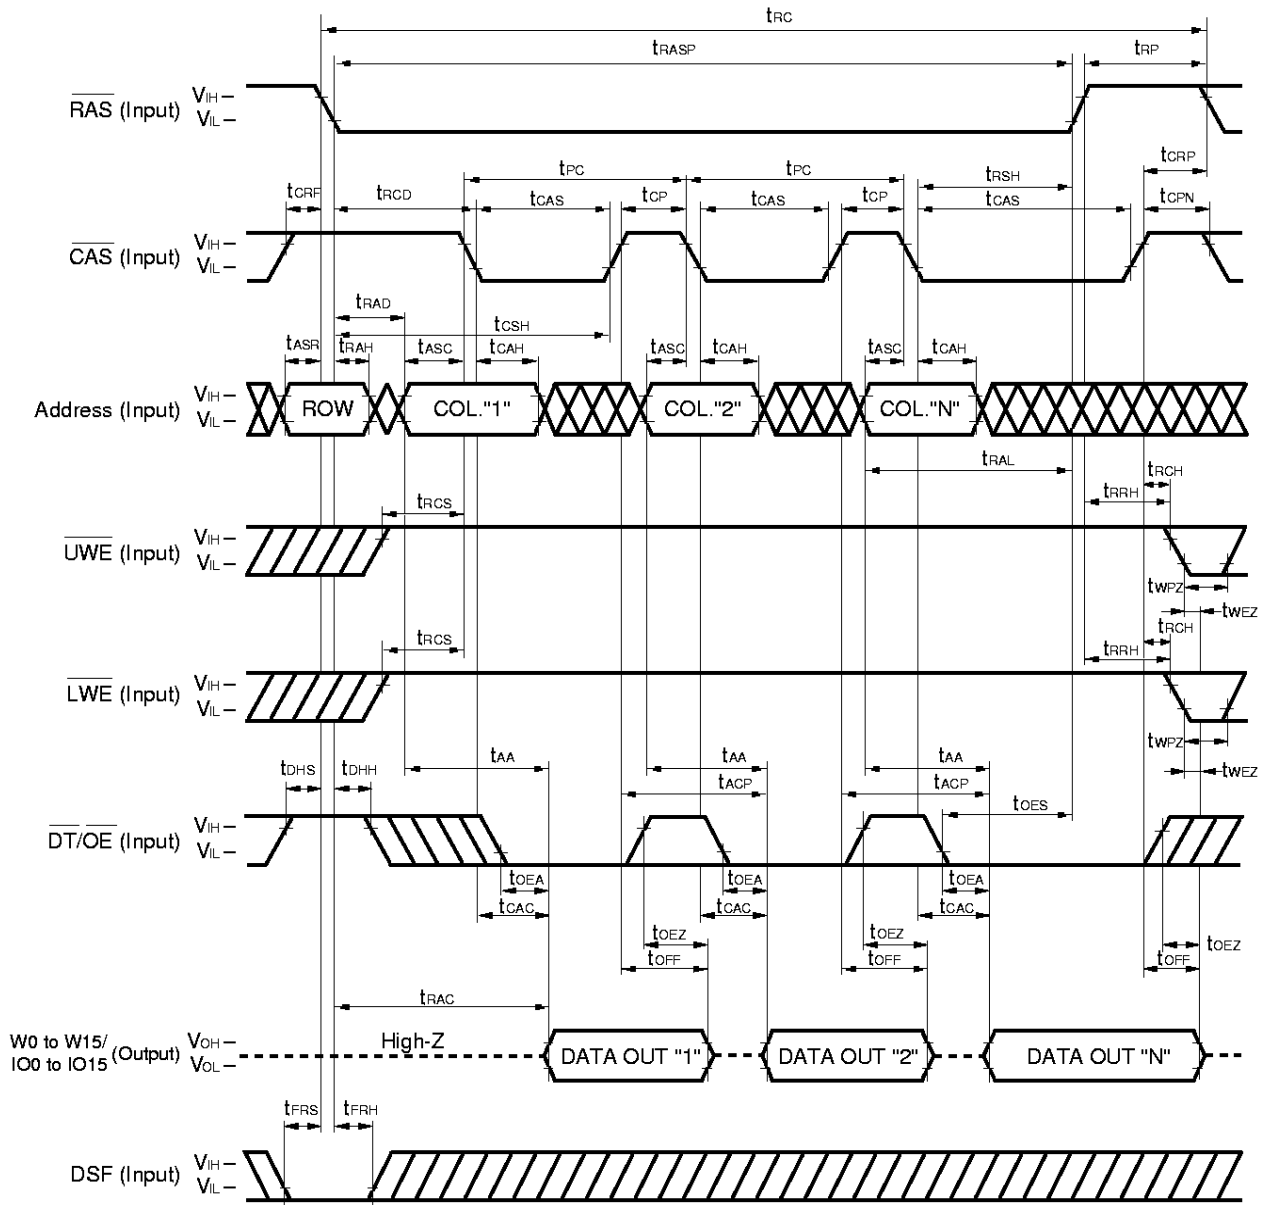 tRC
tRASP tRP
RAS (Input) VIH
VIL
tCRP
tPC tPC tRSH
tCRP tRCD tCAS tCP tCAS tCP tCAS tCPN
CAS (Input) VIH
VIL
tRAD
tCSH
tASR tRAH tASC tCAH tASC tCAH tASC tCAH
Address (Input) VIH
VIL
ROW COL."1" COL."2" COL."N"
tRAL tRCH
tRCS tRRH
UWE (Input) VIH
VIL
tWPZ
tWEZ
tRCH
tRCS tRRH
LWE (Input) VIH
VIL
tWPZ
tWEZ
tAA tAA tAA
tDHS tDHH tACP tACP
tOES
DT/OE (Input) VIH
VIL
tOEA tOEA tOEA
tCAC tCAC tCAC
tOEZ tOEZ tOEZ
tOFF tOFF tOFF
tRAC
W0 to W15/
IO0 to IO15 (Output) VOH
VOL
High-Z
DATA OUT "1" DATA OUT "2" DATA OUT "N"
tFRS tFRH
DSF (Input) VIH
VIL